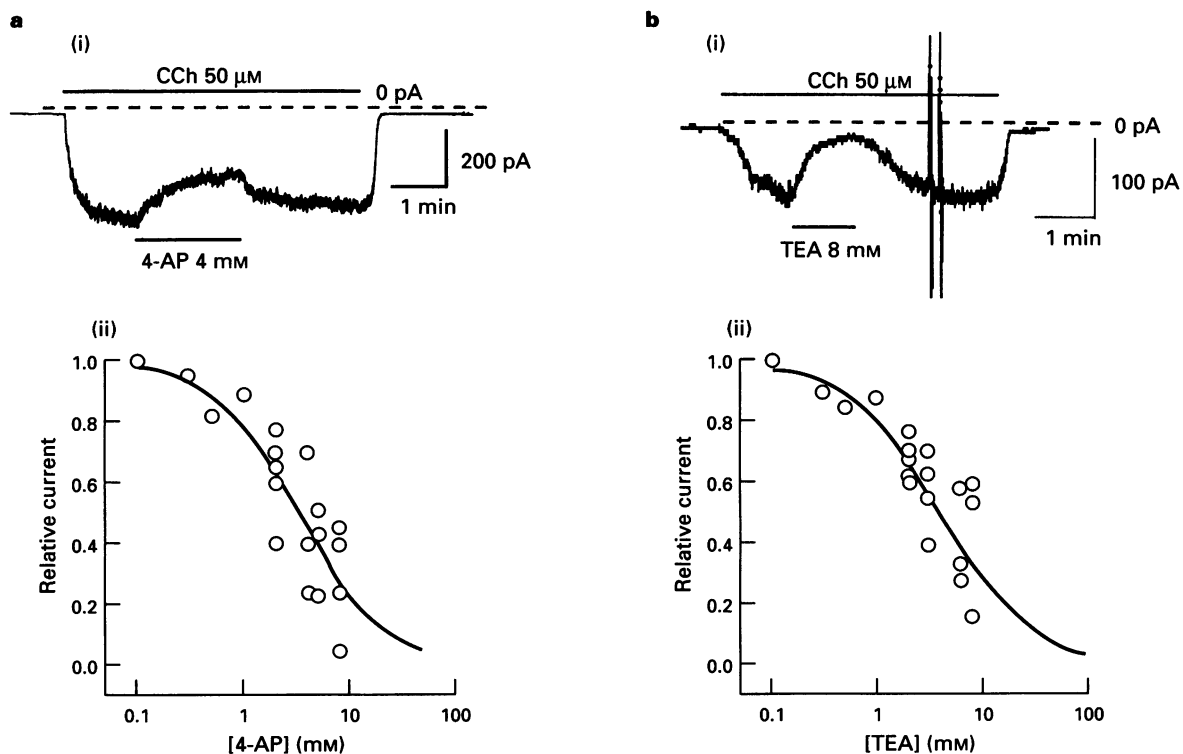 a
(i)
CCh 50 µM
0 pA
200 pA
1 min
4-AP 4 mM
(ii)
1.0
0.8
0.6
0.4
0.2
0.0
Relative current
0.1
1
10
100
[4-AP] (mM)
b
(i)
CCh 50 µM
0 pA
100 pA
1 min
TEA 8 mM
(ii)
1.0
0.8
0.6
0.4
0.2
0.0
Relative current
0.1
1
10
100
[TEA] (mM)